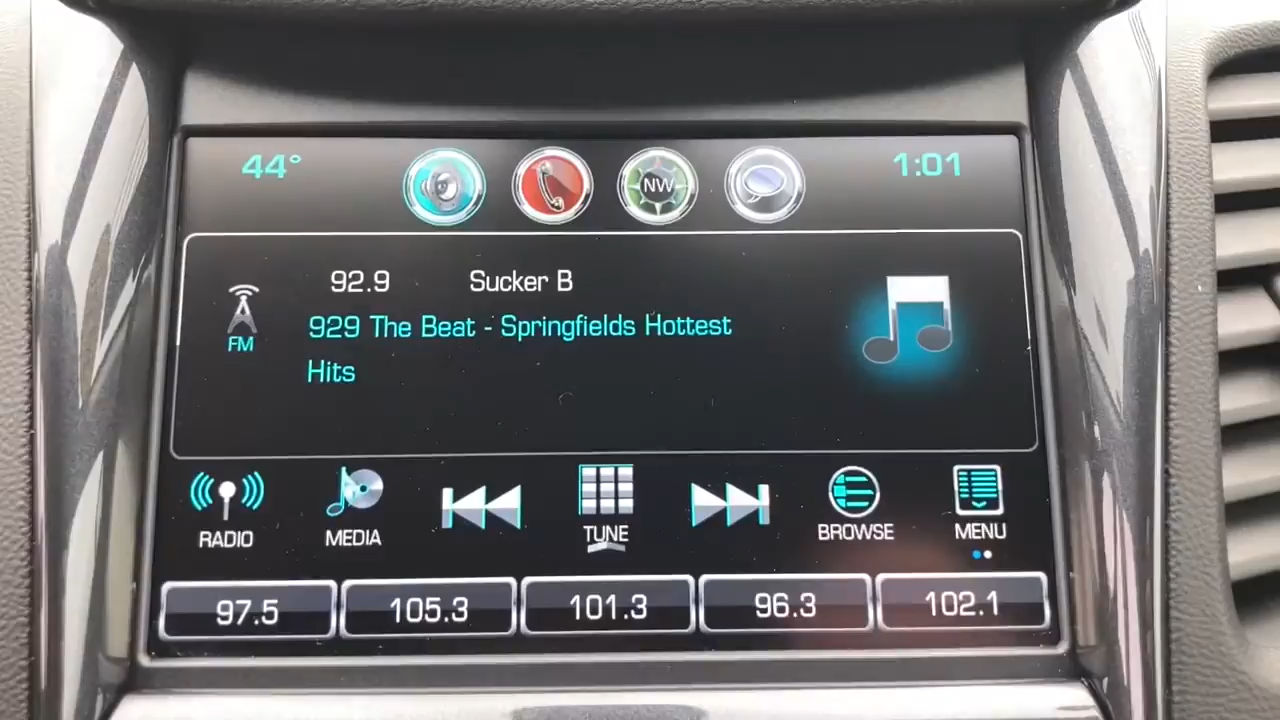 44°
NW
1:01
92.9 Sucker B
929 The Beat - Springfields Hottest
Hits
FM
RADIO
MEDIA
TUNE
BROWSE
MENU
97.5
105.3
101.3
96.3
102.1